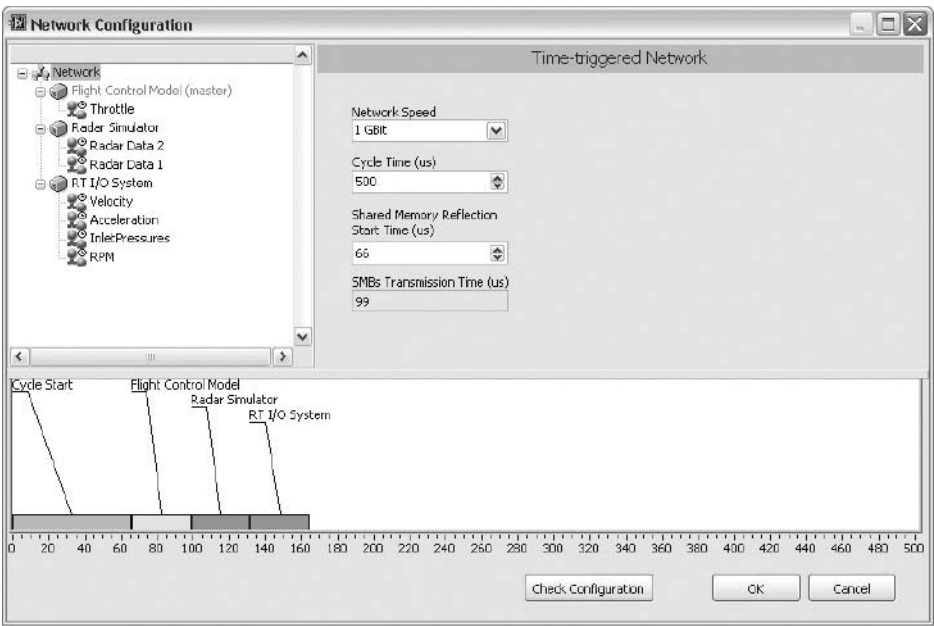 Network Configuration
Network
Flight Control Model (master)
Throttle
Radar Simulator
Radar Data 2
Radar Data 1
RT I/O System
Velocity
Acceleration
InletPressures
RPM
Time-triggered Network
Network Speed
1 GBit
Cycle Time (us)
500
Shared Memory Reflection
Start Time (us)
66
SMBs Transmission Time (us)
99
Cycle Start
Flight Control Model
Radar Simulator
RT I/O System
0 20 40 60 80 100 120 140 160 180 200 220 240 260 280 300 320 340 360 380 400 420 440 460 480 500
Check Configuration
OK
Cancel